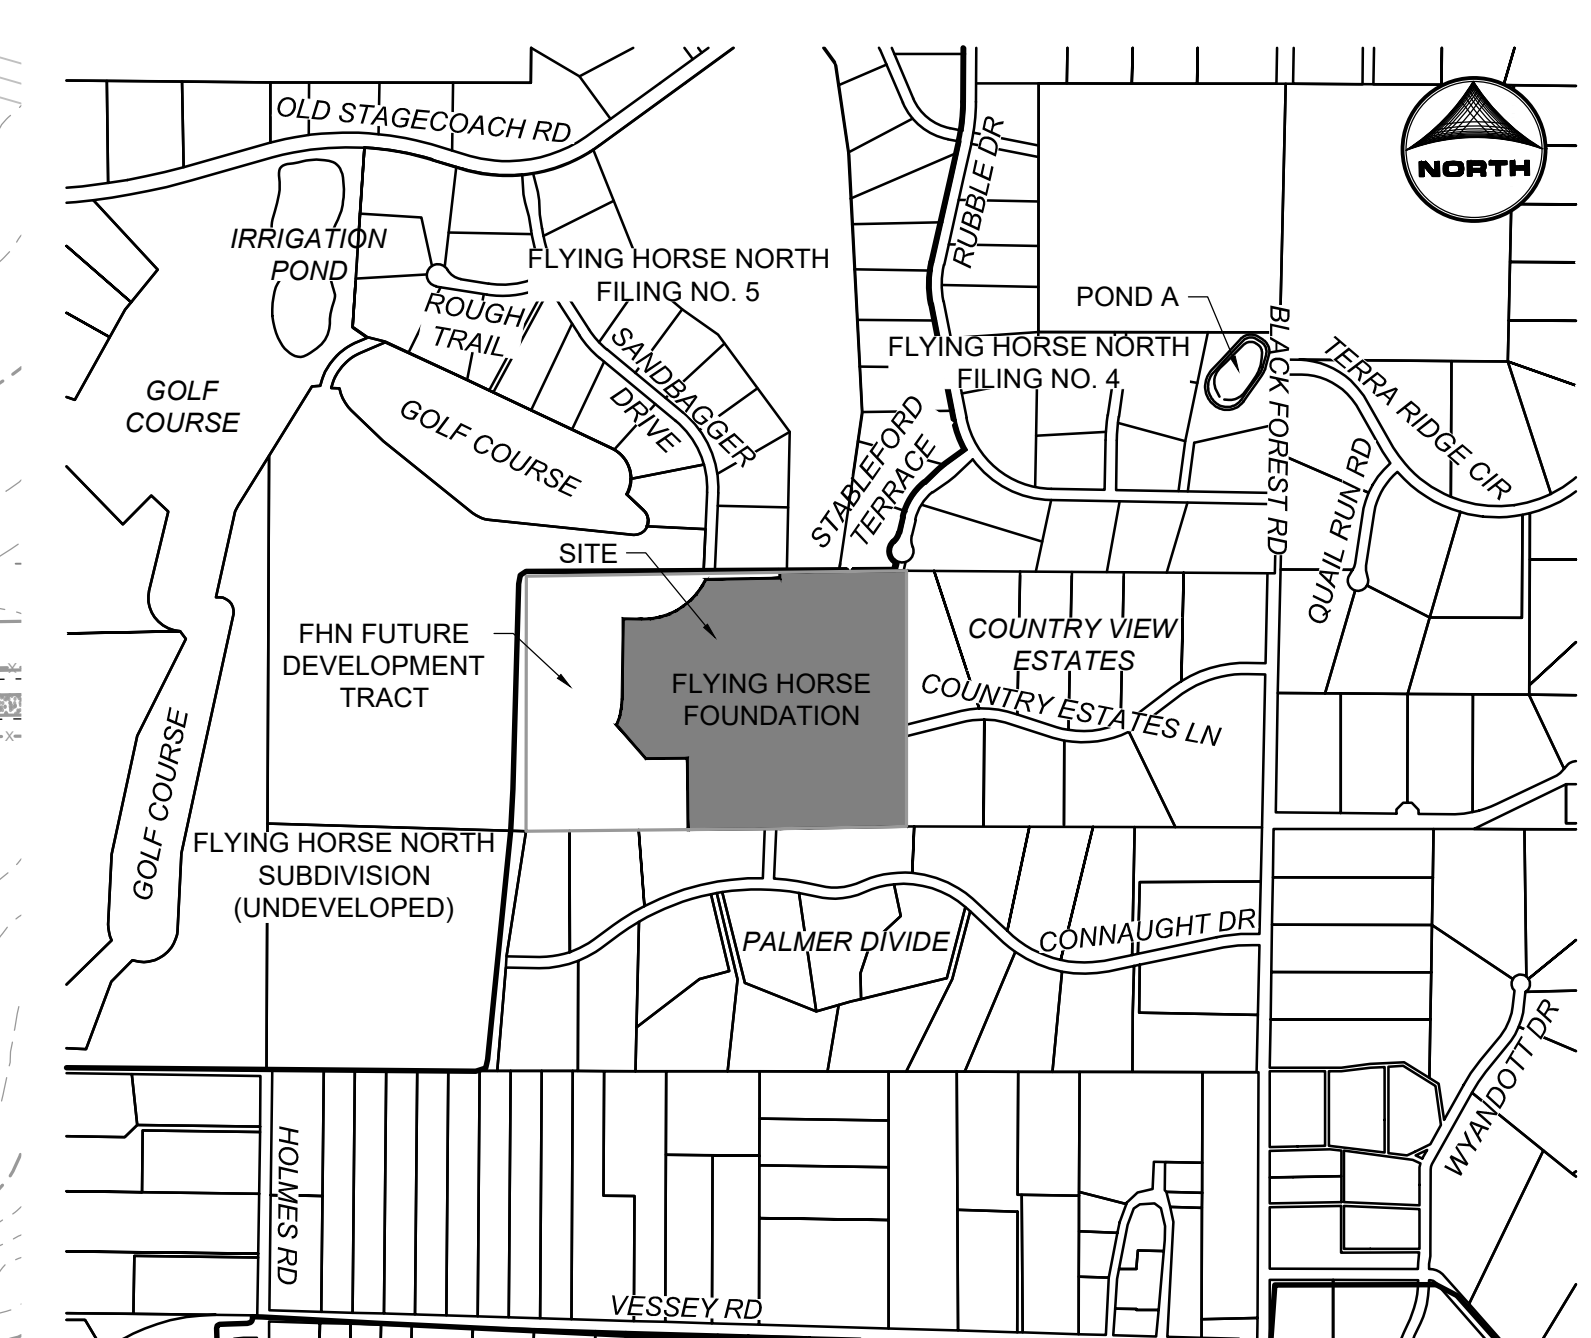 OLD STAGECOACH RD
NORTH
RUBBLE DR
IRRIGATION
POND
FLYING HORSE NORTH
FILING NO. 5
POND A
ROUGH
TRAIL
SANDBAGGER
DRIVE
FLYING HORSE NORTH
FILING NO. 4
BLACK FOREST RD
TERRA RIDGE CIR
GOLF
COURSE
GOLF COURSE
STABLEFORD
TERRACE
QUAIL RUN RD
SITE
FHN FUTURE
DEVELOPMENT
TRACT
COUNTRY VIEW
ESTATES
FLYING HORSE
FOUNDATION
COUNTRY ESTATES LN
GOLF COURSE
FLYING HORSE NORTH
SUBDIVISION
(UNDEVELOPED)
PALMER DIVIDE
CONNAUGHT DR
WYANDOTT DR
HOLMES RD
VESSEY RD